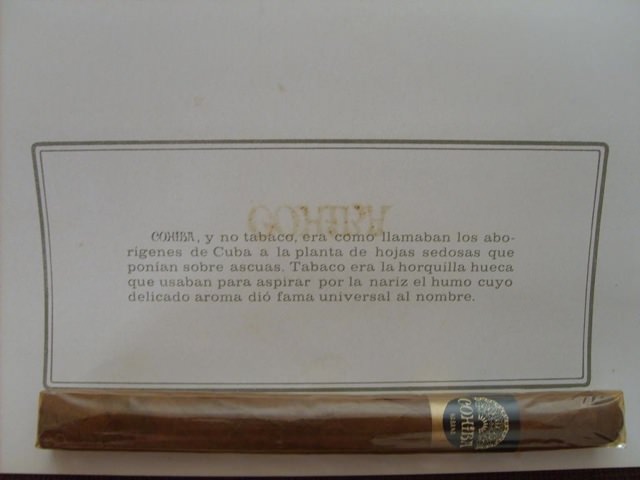 COHIBA
COHIBA, y no tabaco, era como llamaban los abo-
rígenes de Cuba a la planta de hojas sedosas que
ponían sobre ascuas. Tabaco era la horquilla hueca
que usaban para aspirar por la nariz el humo cuyo
delicado aroma dió fama universal al nombre.
COHIBA